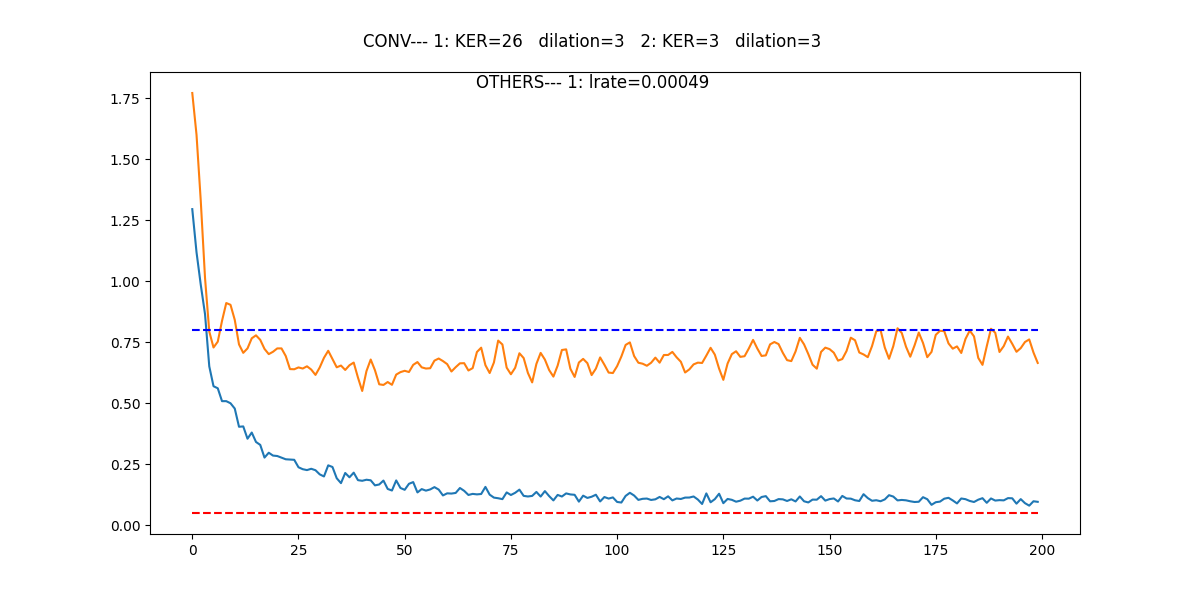 CONV--- 1: KER=26   dilation=3   2: KER=3   dilation=3
OTHERS--- 1: lrate=0.00049
1.75
1.50
1.25
1.00
0.75
0.50
0.25
0.00
0 25 50 75 100 125 150 175 200